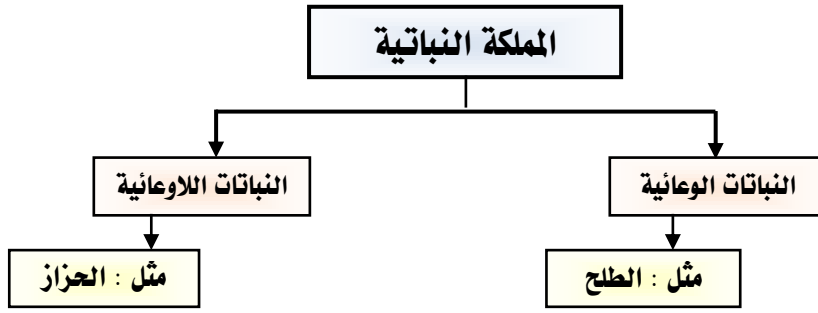 المملكة النباتية
النباتات الوعائية
النباتات اللاوعائية
مثل : الطلح
مثل : الحزاز